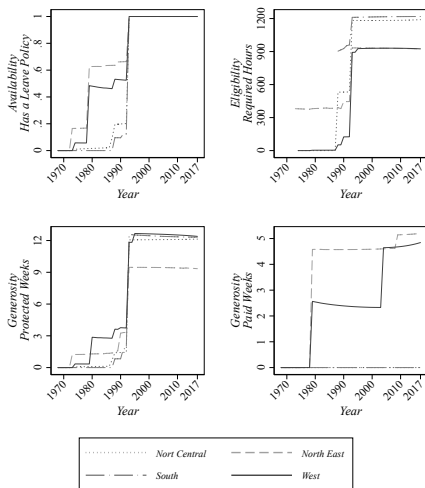 Availability
Has a Leave Policy
0 .2 .4 .6 .8 1
1970 1980 1990 2000 2017
Year
Eligibility
Required Hours
0 300 600 900 1200
1970 1980 1990 2000 2010 2017
Year
Generosity
Protected Weeks
0 3 6 9 12
1970 1980 1990 2000 2017
Year
Generosity
Paid Weeks
0 1 2 3 4 5
1970 1980 1990 2000 2010 2017
Year
Nort Central
North East
South
West